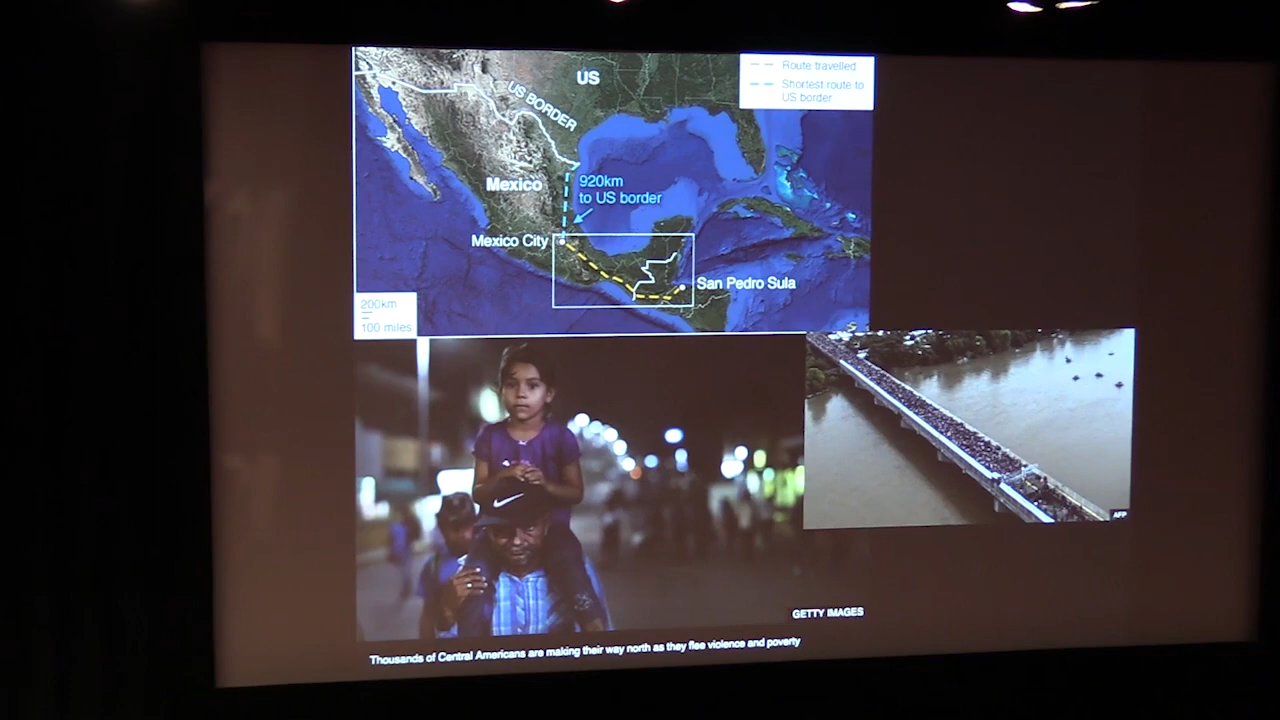 US
Route travelled
Shortest route to
US border
US BORDER
Mexico
920km
to US border
Mexico City
San Pedro Sula
200km
100 miles
AFP
GETTY IMAGES
Thousands of Central Americans are making their way north as they flee violence and poverty